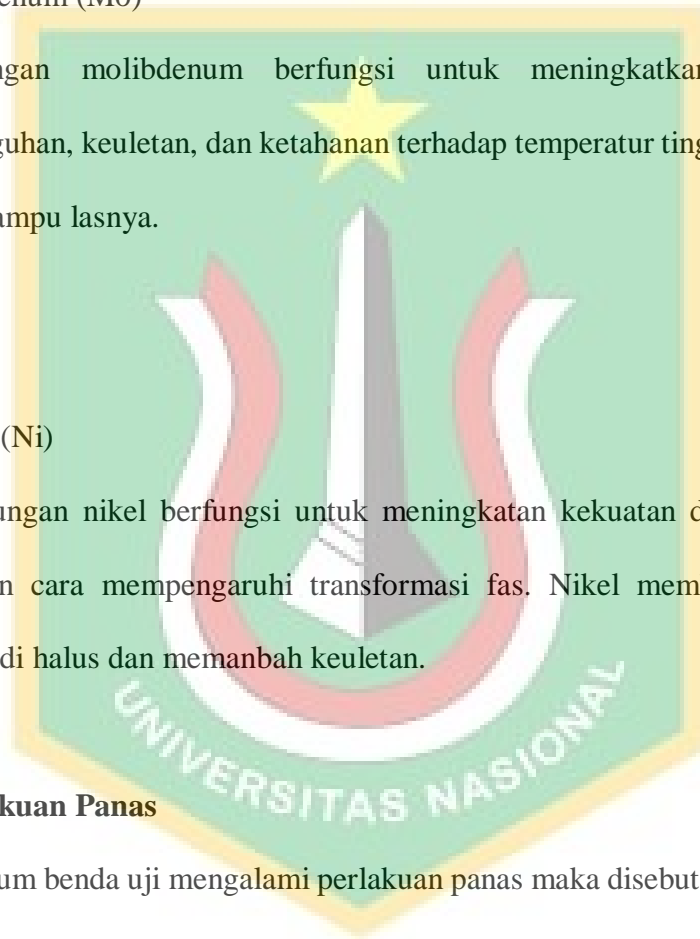 enum (Mo)
ngan molibdenum berfungsi untuk meningkatkan
guhan, keuletan, dan ketahanan terhadap temperatur ting
ampu lasnya.
(Ni)
ungan nikel berfungsi untuk meningkatan kekuatan d
n cara mempengaruhi transformasi fas. Nikel mem
di halus dan memanbah keuletan.
UNIVERSITAS NASIONAL
kuan Panas
um benda uji mengalami perlakuan panas maka disebut